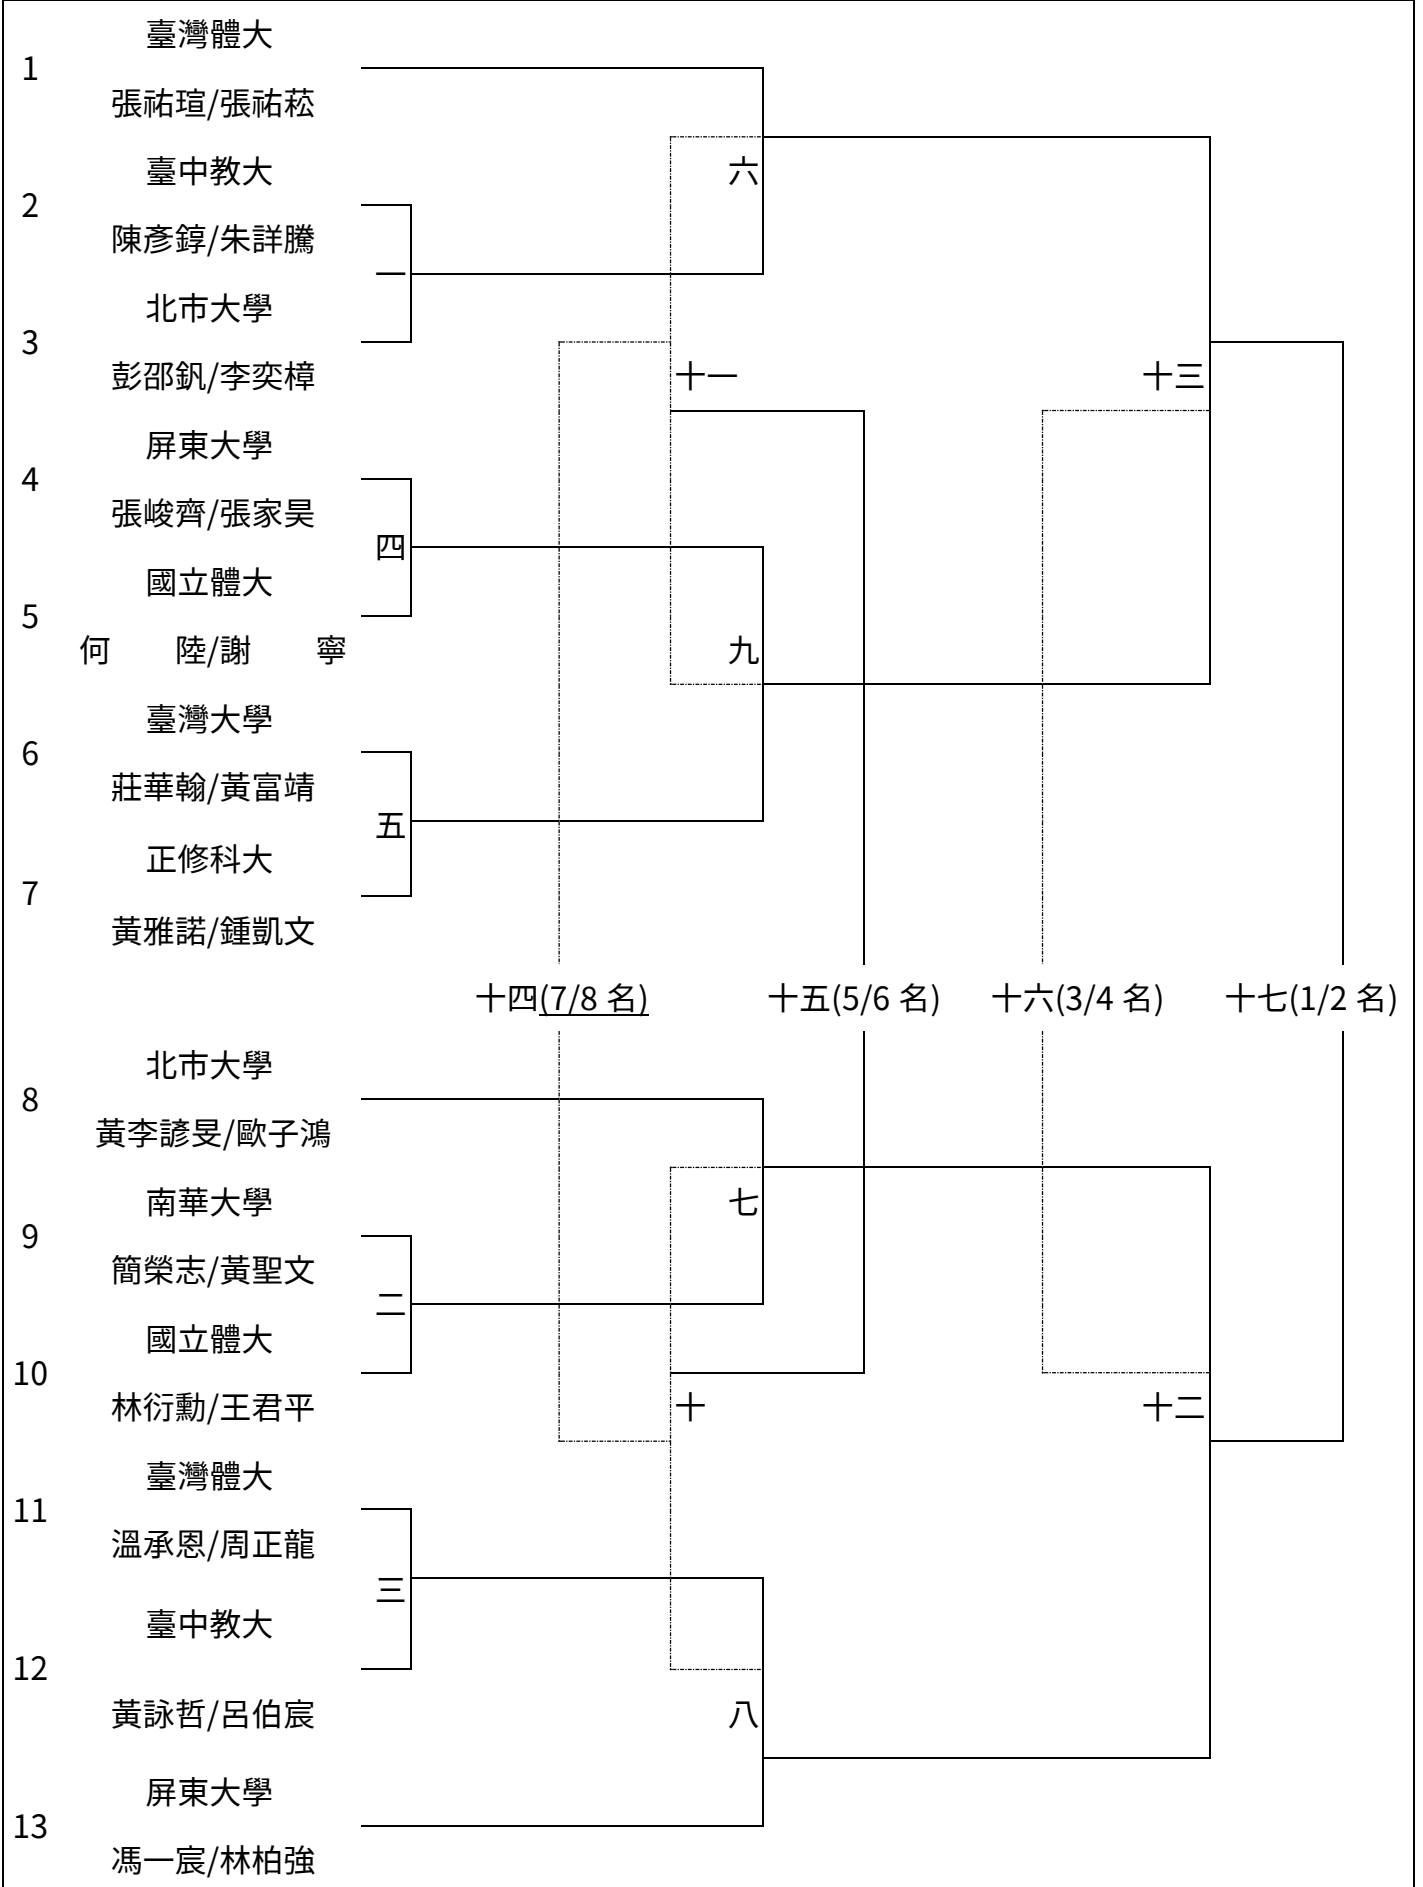 臺灣體大
1
張祐瑄/張祐菘
臺中教大
六
2
陳彥錞/朱詳騰
一
北市大學
3
彭邵釩/李奕樟
十一
十三
屏東大學
4
張峻齊/張家昊
四
國立體大
5
何 陸/謝 寧
九
臺灣大學
6
莊華翰/黃富靖
五
正修科大
7
黃雅諾/鍾凱文
十四(7/8 名)
十五(5/6 名)
十六(3/4 名)
十七(1/2 名)
北市大學
8
黃李諺旻/歐子鴻
南華大學
七
9
簡榮志/黃聖文
二
國立體大
10
林衍勳/王君平
十
十二
臺灣體大
11
溫承恩/周正龍
三
臺中教大
12
黃詠哲/呂伯宸
八
屏東大學
13
馮一宸/林柏強